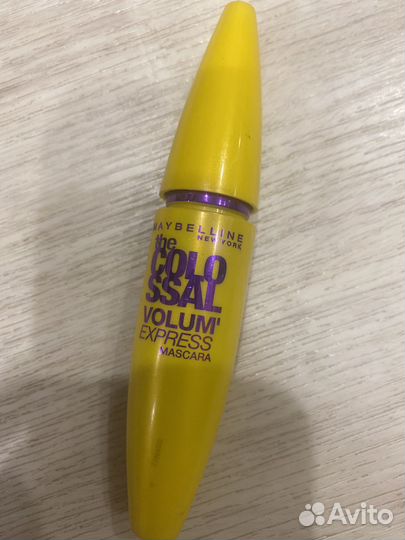 MAYBELLINE
NEW YORK
the
COLO
SSAL
VOLUM'
EXPRESS
MASCARA
Avito